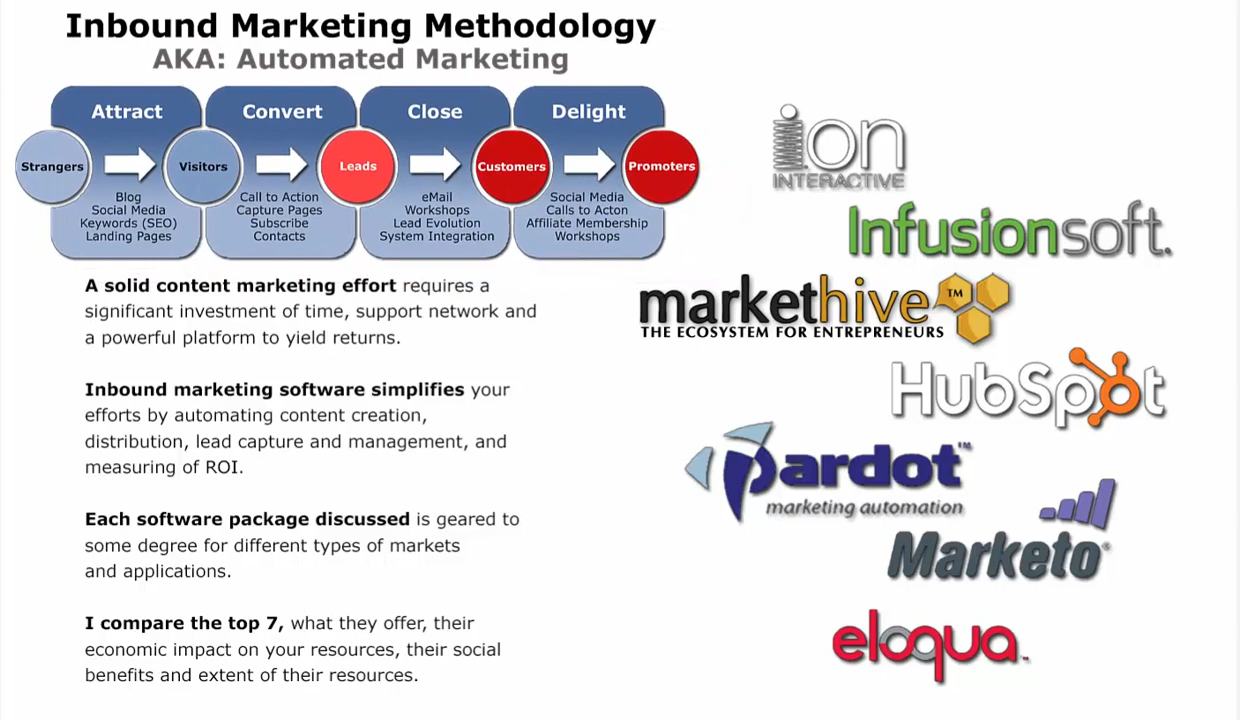 Inbound Marketing Methodology
AKA: Automated Marketing
Attract
Convert
Close
Delight
Strangers
Visitors
Leads
Customers
Promoters
Blog
Social Media
Keywords (SEO)
Landing Pages
Call to Action
Capture Pages
Subscribe
Contacts
eMail
Workshops
Lead Evolution
System Integration
Social Media
Calls to Acton
Affiliate Membership
Workshops
A solid content marketing effort requires a
significant investment of time, support network and
a powerful platform to yield returns.
Inbound marketing software simplifies your
efforts by automating content creation,
distribution, lead capture and management, and
measuring of ROI.
Each software package discussed is geared to
some degree for different types of markets
and applications.
I compare the top 7, what they offer, their
economic impact on your resources, their social
benefits and extent of their resources.
ion
INTERACTIVE
Infusionsoft.
markethive™
THE ECOSYSTEM FOR ENTREPRENEURS
HubSpot
Pardot™
marketing automation
Marketo®
eloqua™